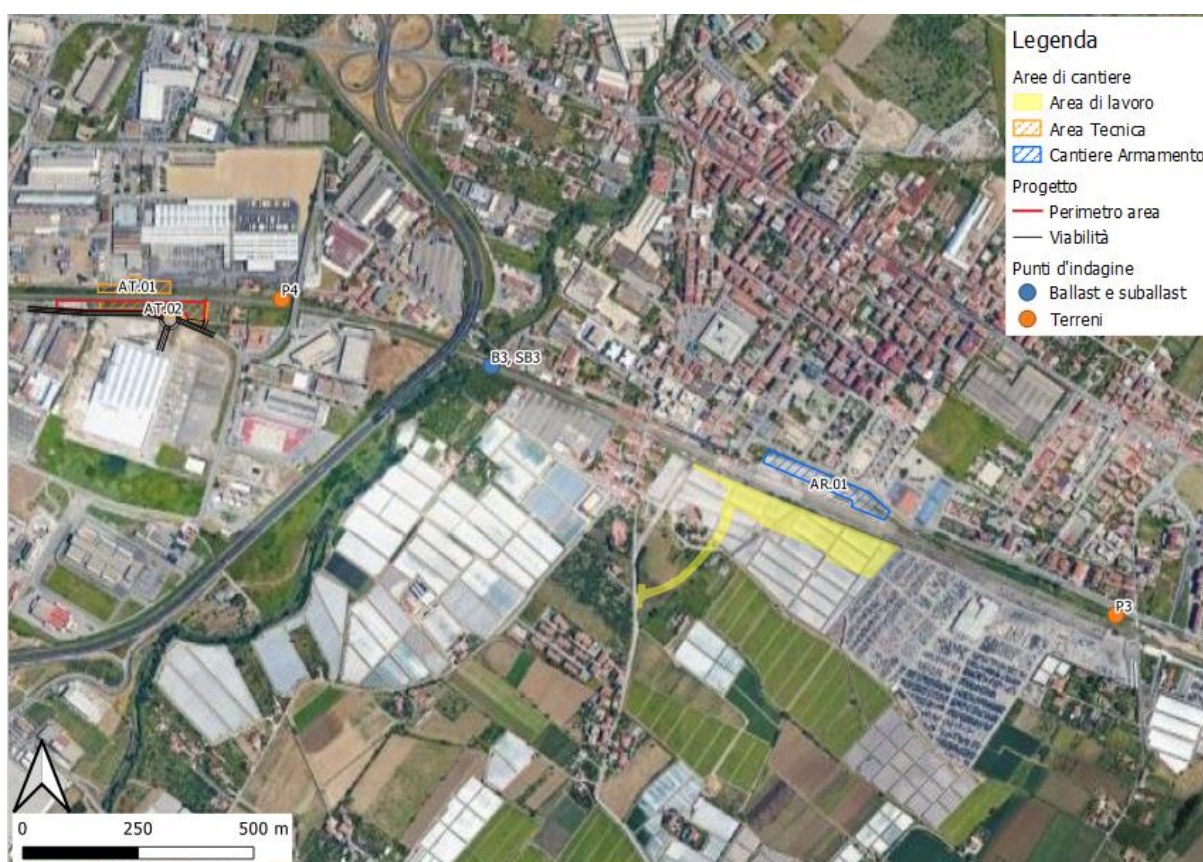 Legenda
Aree di cantiere
Area di lavoro
Area Tecnica
Cantiere Armamento
Progetto
Perimetro area
Viabilità
Punti d'indagine
Ballast e suballast
Terreni
AT.01
P4
AT.02
B3, SB3
AR.01
P3
0 250 500 m